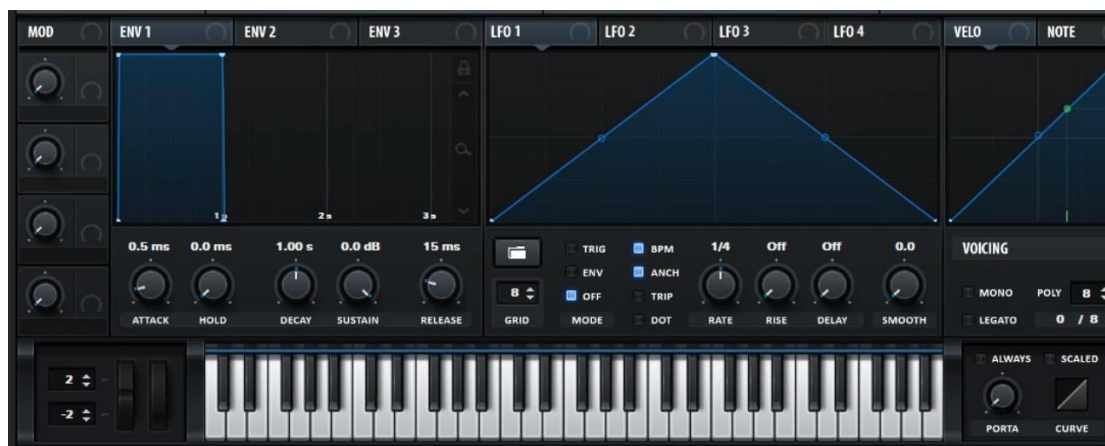 MOD ENV 1 ENV 2 ENV 3 LFO 1 LFO 2 LFO 3 LFO 4 VELO NOTE
2s 3s
0.5 ms 0.0 ms 1.00 s 0.0 dB 15 ms
ATTACK HOLD DECAY SUSTAIN RELEASE
TRIG BPM 1/4 Off Off 0.0
ENV ANCH
8 OFF TRIP
GRID MODE DOT RATE RISE DELAY SMOOTH
VOICING
MONO POLY 8
LEGATO 0 / 8
2
-2
ALWAYS SCALED
PORTA CURVE